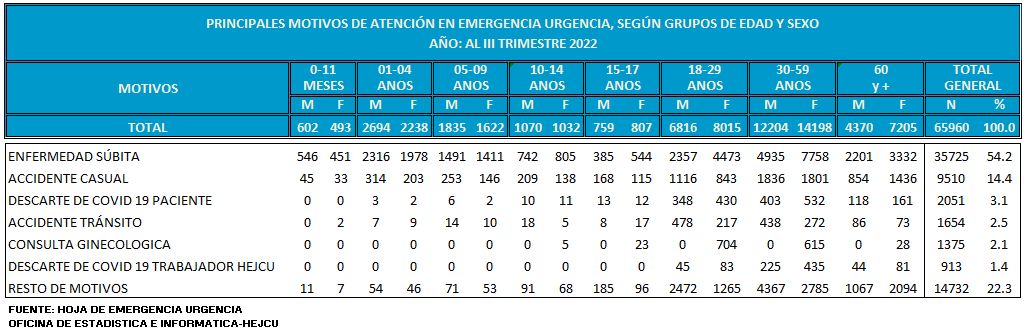 PRINCIPALES MOTIVOS DE ATENCIÓN EN EMERGENCIA URGENCIA, SEGÚN GRUPOS DE EDAD Y SEXO
AÑO: AL III TRIMESTRE 2022
MOTIVOS 0-11 MESES 01-04 ANOS 05-09 ANOS 10-14 ANOS 15-17 ANOS 18-29 ANOS 30-59 ANOS 60 y + TOTAL GENERAL
M F M F M F M F M F M F M F M F N %
TOTAL 602 493 2694 2238 1835 1622 1070 1032 759 807 6816 8015 12204 14198 4370 7205 65960 100.0
ENFERMEDAD SÚBITA 546 451 2316 1978 1491 1411 742 805 385 544 2357 4473 4935 7758 2201 3332 35725 54.2
ACCIDENTE CASUAL 45 33 314 203 253 146 209 138 168 115 1116 843 1836 1801 854 1436 9510 14.4
DESCARTE DE COVID 19 PACIENTE 0 0 3 2 6 2 10 11 13 12 348 430 403 532 118 161 2051 3.1
ACCIDENTE TRÁNSITO 0 2 7 9 14 10 18 5 8 17 478 217 438 272 86 73 1654 2.5
CONSULTA GINECOLOGICA 0 0 0 0 0 0 0 5 0 23 0 704 0 615 0 28 1375 2.1
DESCARTE DE COVID 19 TRABAJADOR HEJCU 0 0 0 0 0 0 0 0 0 0 45 83 225 435 44 81 913 1.4
RESTO DE MOTIVOS 11 7 54 46 71 53 91 68 185 96 2472 1265 4367 2785 1067 2094 14732 22.3
FUENTE: HOJA DE EMERGENCIA URGENCIA
OFICINA DE ESTADISTICA E INFORMATICA-HEJCU